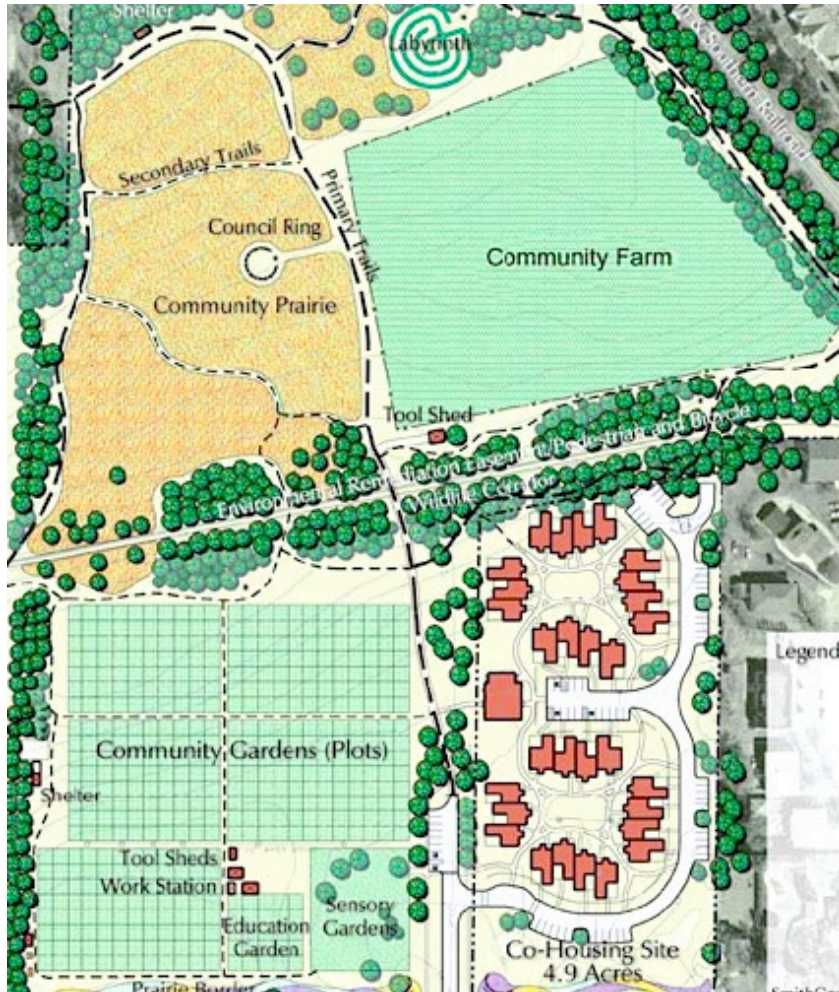 Shelter
Labyrinth
& Southern Railroad
Secondary Trails
Primary Trails
Council Ring
Community Farm
Community Prairie
Tool Shed
Environmental Remediation Easement/Pedestrian and Bicycle
Wildlife Corridor
Legend
Community Gardens (Plots)
Shelter
Tool Sheds
Work Station
Education
Garden
Sensory
Gardens
Co-Housing Site
4.9 Acres
Prairie Border